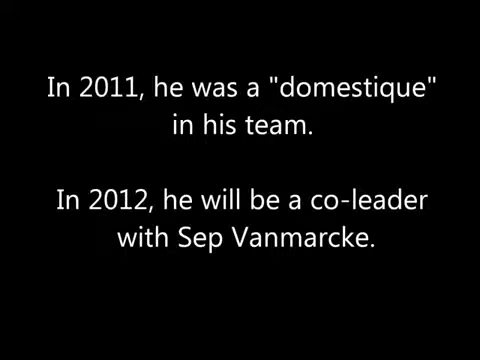 In 2011, he was a "domestique"
in his team.
In 2012, he will be a co-leader
with Sep Vanmarcke.